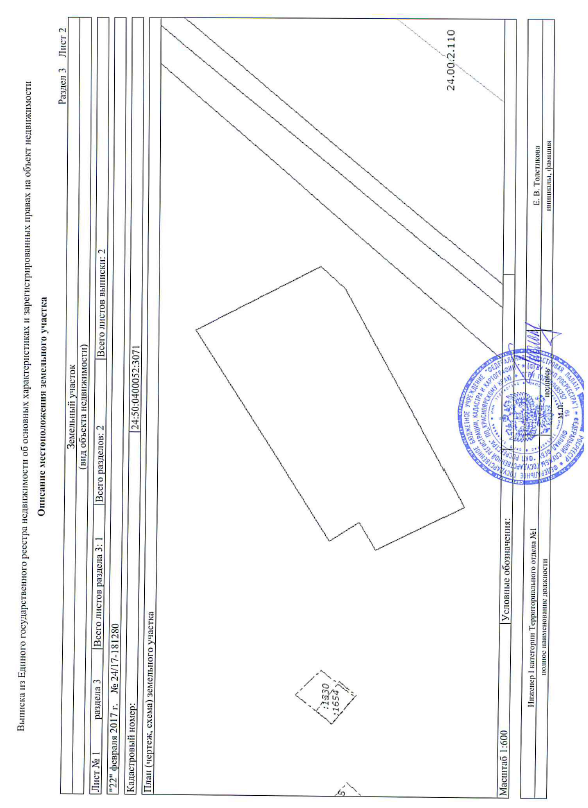 Раздел 3 Лист 2
Выписка из Единого государственного реестра недвижимости об основных характеристиках и зарегистрированных правах на объект недвижимости
Описание местоположения земельного участка
Земельный участок
(вид объекта недвижимости)
Лист № 1 раздела 3 Всего листов раздела 3: 1 Всего разделов: 2 Всего листов выписки: 2
"22" февраля 2017 г. № 24/17-181280
Кадастровый номер: 24:50:0400052:3071
План (чертеж, схема) земельного участка
24.00.2.110
:1830
:1654
Масштаб 1:600 Условные обозначения:
Инженер I категории Территориального отдела №1 Е. В. Толстикова
полное наименование должности подпись инициалы, фамилия
М.П.